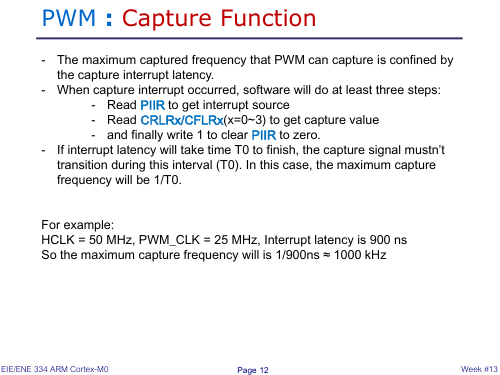 PWM : Capture Function
- The maximum captured frequency that PWM can capture is confined by
the capture interrupt latency.
- When capture interrupt occurred, software will do at least three steps:
- Read PIIR to get interrupt source
- Read CRLRx/CFLRx(x=0~3) to get capture value
- and finally write 1 to clear PIIR to zero.
- If interrupt latency will take time T0 to finish, the capture signal mustn't
transition during this interval (T0). In this case, the maximum capture
frequency will be 1/T0.
For example:
HCLK = 50 MHz, PWM_CLK = 25 MHz, Interrupt latency is 900 ns
So the maximum capture frequency will is 1/900ns ≈ 1000 kHz
EIE/ENE 334 ARM Cortex-M0 Page 12 Week #13